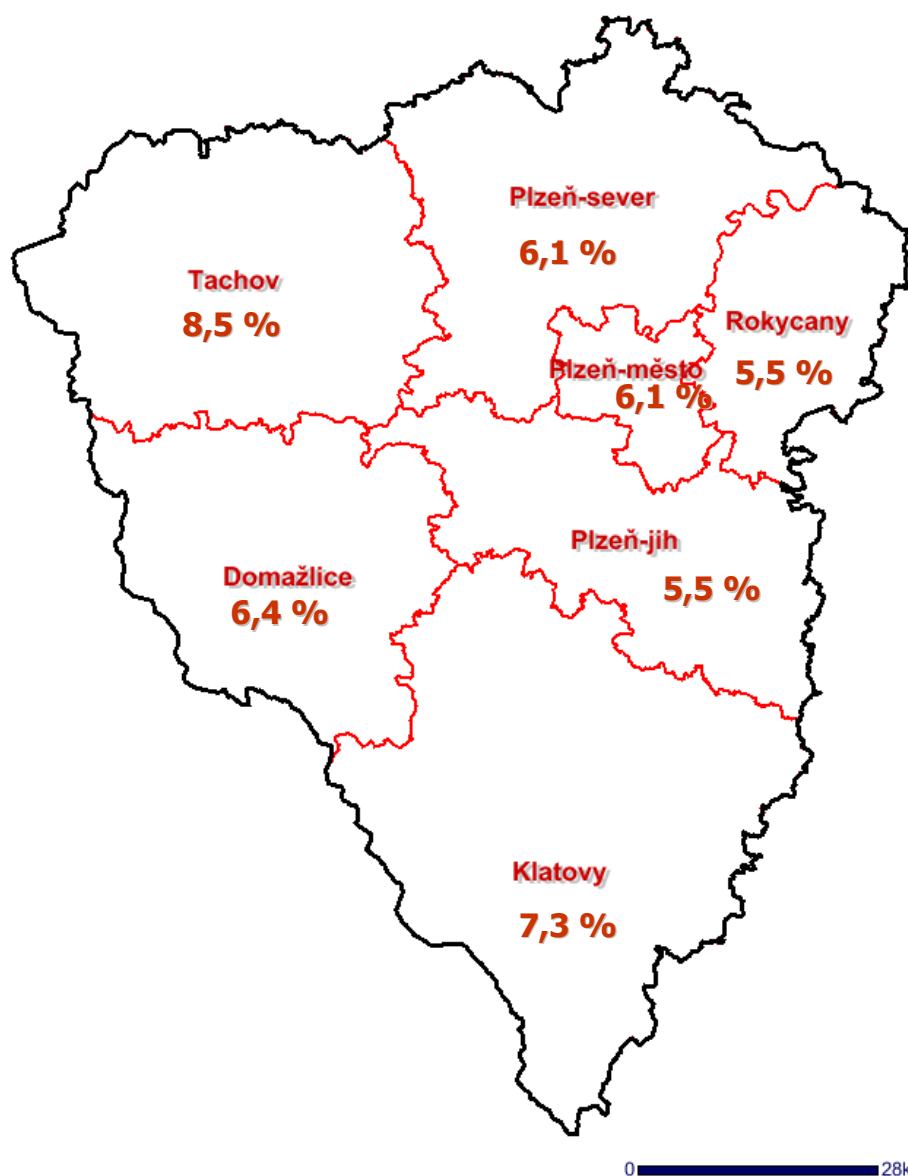 Plzeň-sever
6,1 %
Tachov
8,5 %
Rokycany
5,5 %
Plzeň-město
6,1 %
Plzeň-jih
5,5 %
Domažlice
6,4 %
Klatovy
7,3 %
0 28k